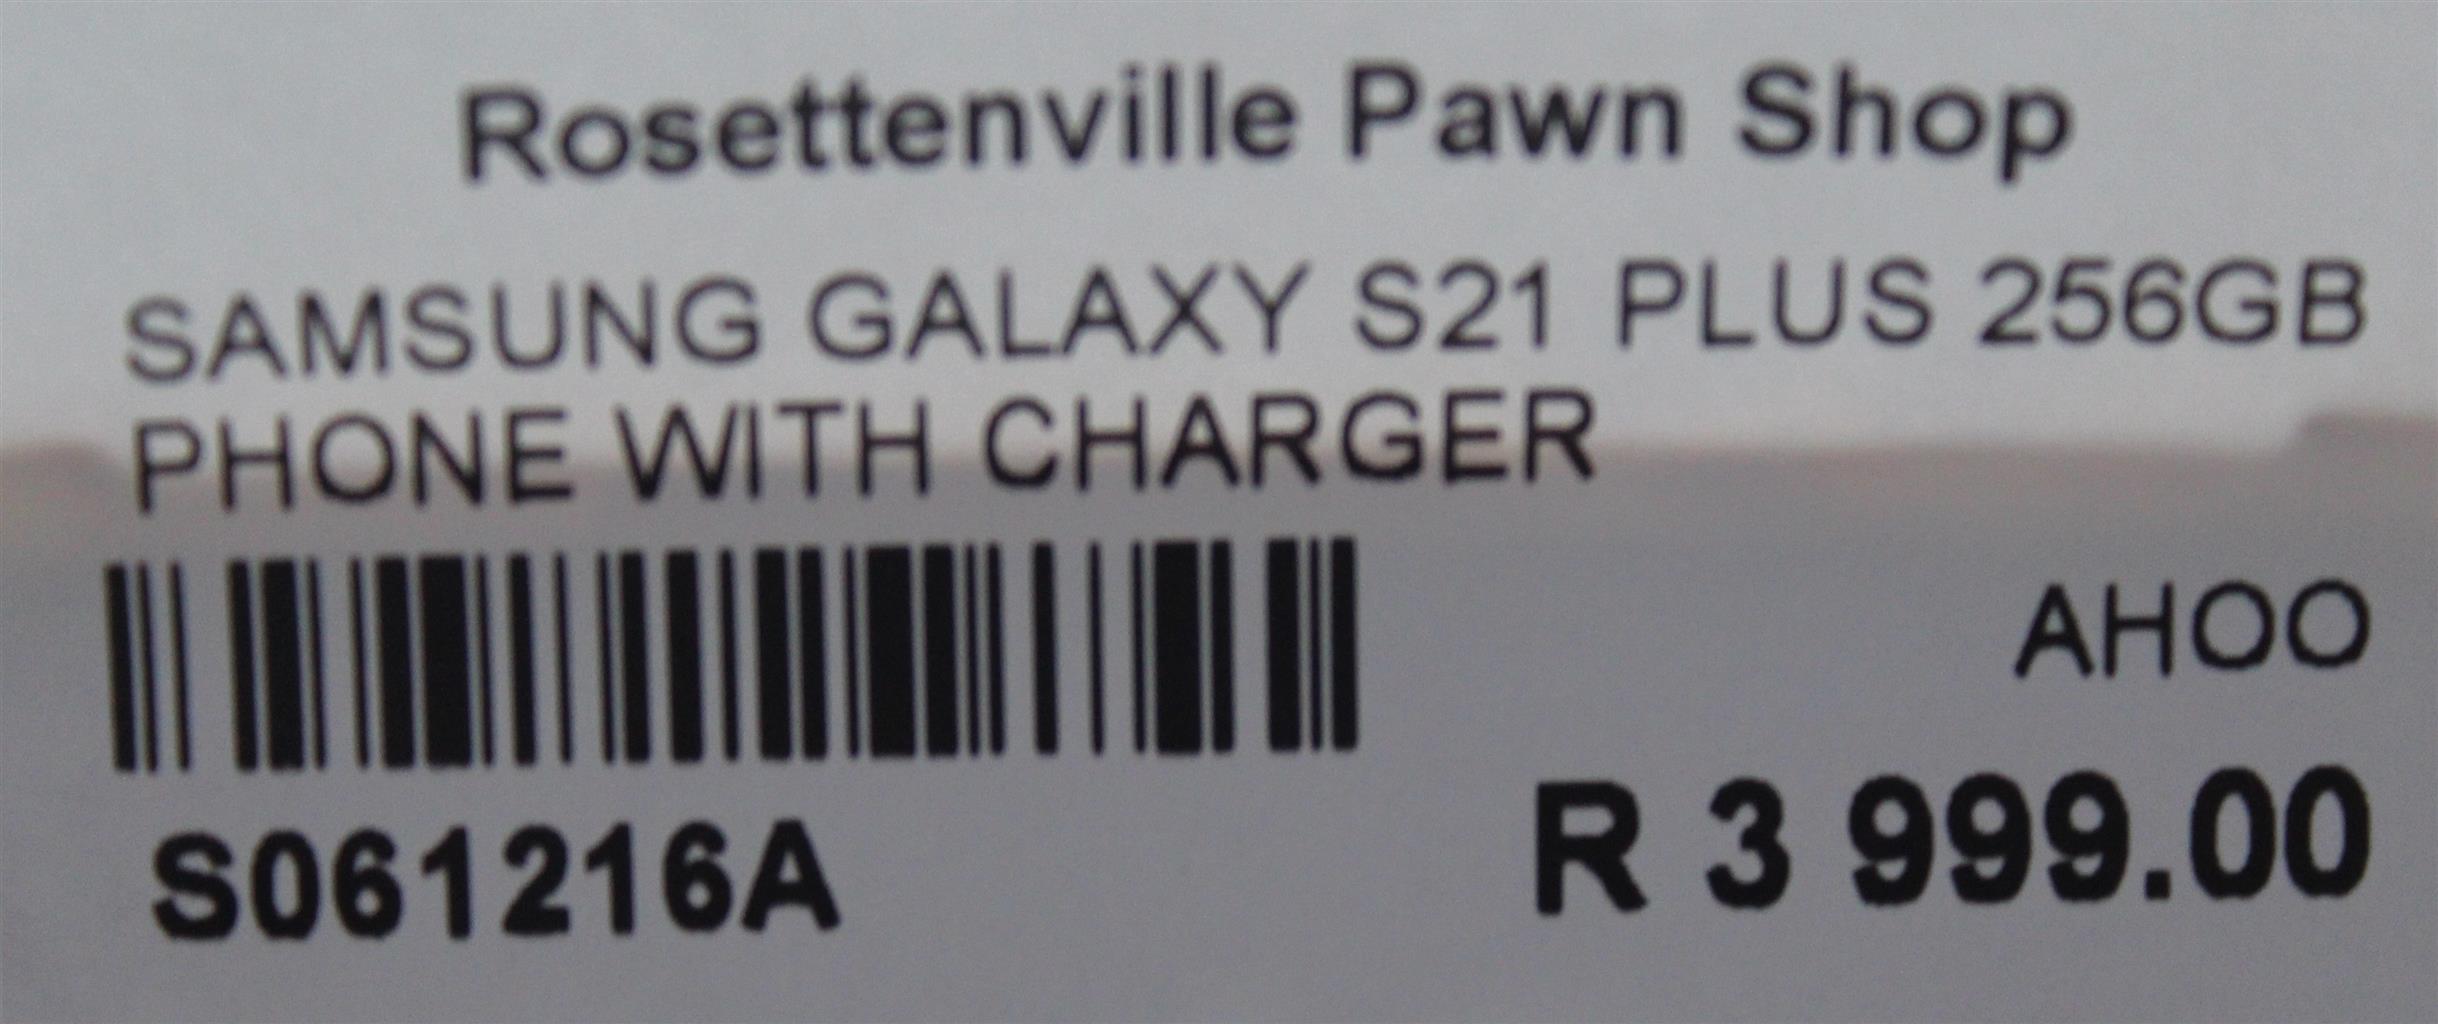 Rosettenville Pawn Shop
SAMSUNG GALAXY S21 PLUS 256GB
PHONE WITH CHARGER
AHOO
S061216A
R 3 999.00